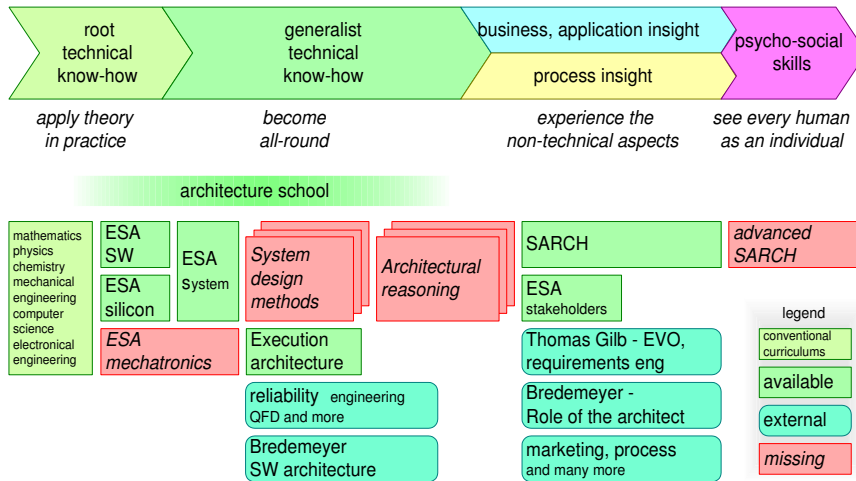 root
technical
know-how
generalist
technical
know-how
business, application insight
process insight
psycho-social
skills
apply theory
in practice
become
all-round
experience the
non-technical aspects
see every human
as an individual
architecture school
mathematics
physics
chemistry
mechanical
engineering
computer
science
electronical
engineering
ESA
SW
ESA
silicon
ESA
mechatronics
ESA
System
System
design
methods
Execution
architecture
reliability engineering
QFD and more
Bredemeyer
SW architecture
Architectural
reasoning
SARCH
ESA
stakeholders
Thomas Gilb - EVO,
requirements eng
Bredemeyer -
Role of the architect
marketing, process
and many more
advanced
SARCH
legend
conventional
curriculums
available
external
missing